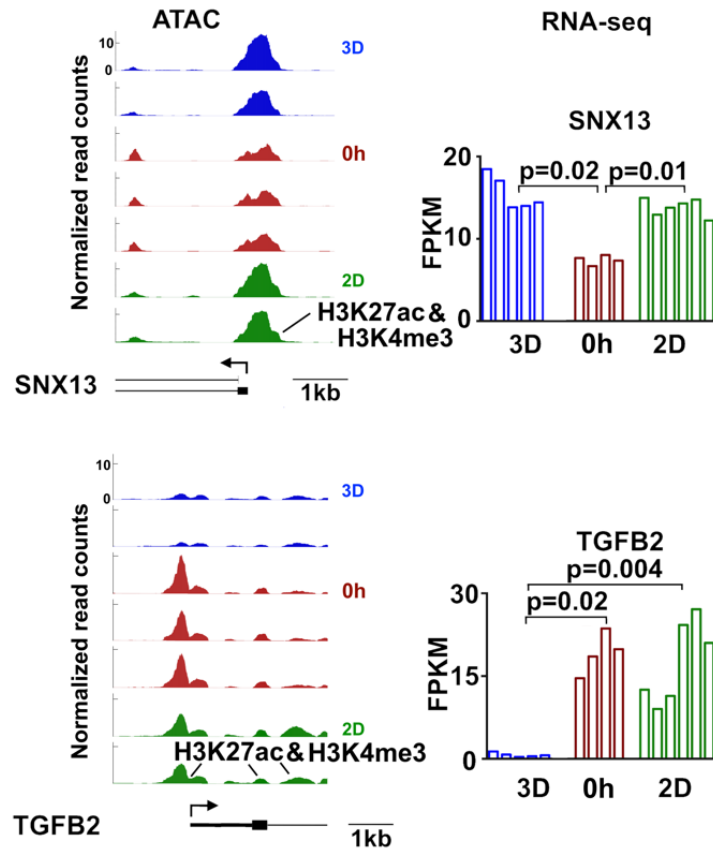 ATAC
RNA-seq
Normalized read counts
10
0
3D
0h
2D
H3K27ac &
H3K4me3
SNX13
1kb
SNX13
FPKM
20
10
0
p=0.02
p=0.01
3D
0h
2D
Normalized read counts
10
0
3D
0h
2D
H3K27ac & H3K4me3
TGFB2
1kb
TGFB2
FPKM
30
15
0
p=0.004
p=0.02
3D
0h
2D